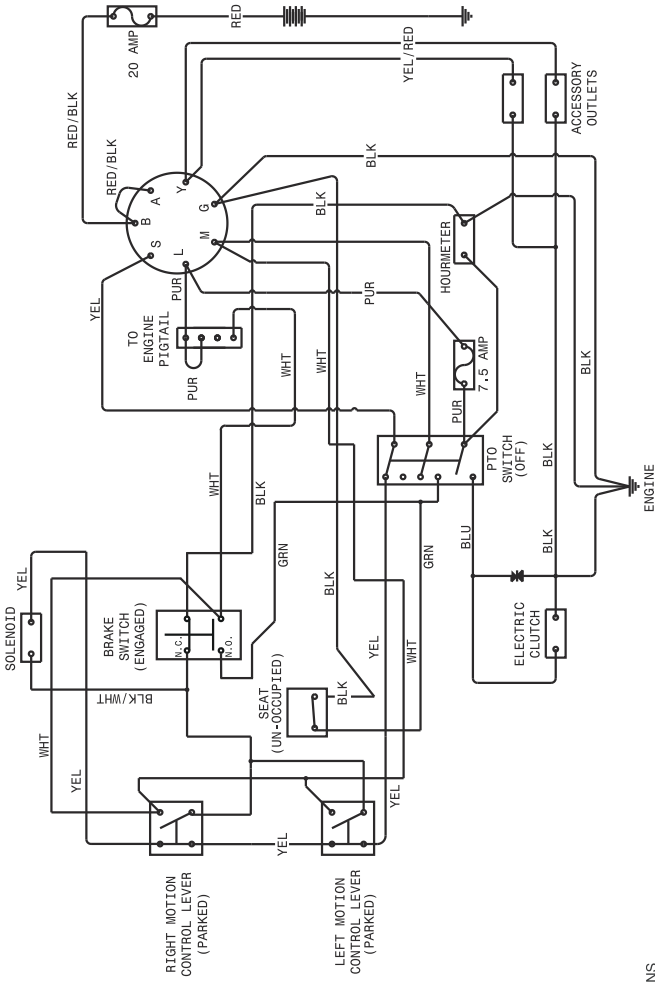 RED
20 AMP
RED/BLK
RED/BLK
YEL/RED
ACCESSORY
OUTLETS
B
A
Y
S
L
M
G
BLK
BLK
YEL
PUR
TO
ENGINE
PIGTAIL
PUR
WHT
WHT
PUR
HOURMETER
WHT
7.5 AMP
PUR
BLK
WHT
BLK
PTO
SWITCH
(OFF)
BLK
ENGINE
GRN
BLK
GRN
BLU
BLK
YEL
SOLENOID
BRAKE
SWITCH
(ENGAGED)
N.C.
N.O.
YEL
WHT
ELECTRIC
CLUTCH
BLK/WHT
SEAT
(UN-OCCUPIED)
BLK
WHT
YEL
YEL
YEL
RIGHT MOTION
CONTROL LEVER
(PARKED)
LEFT MOTION
CONTROL LEVER
(PARKED)
NS